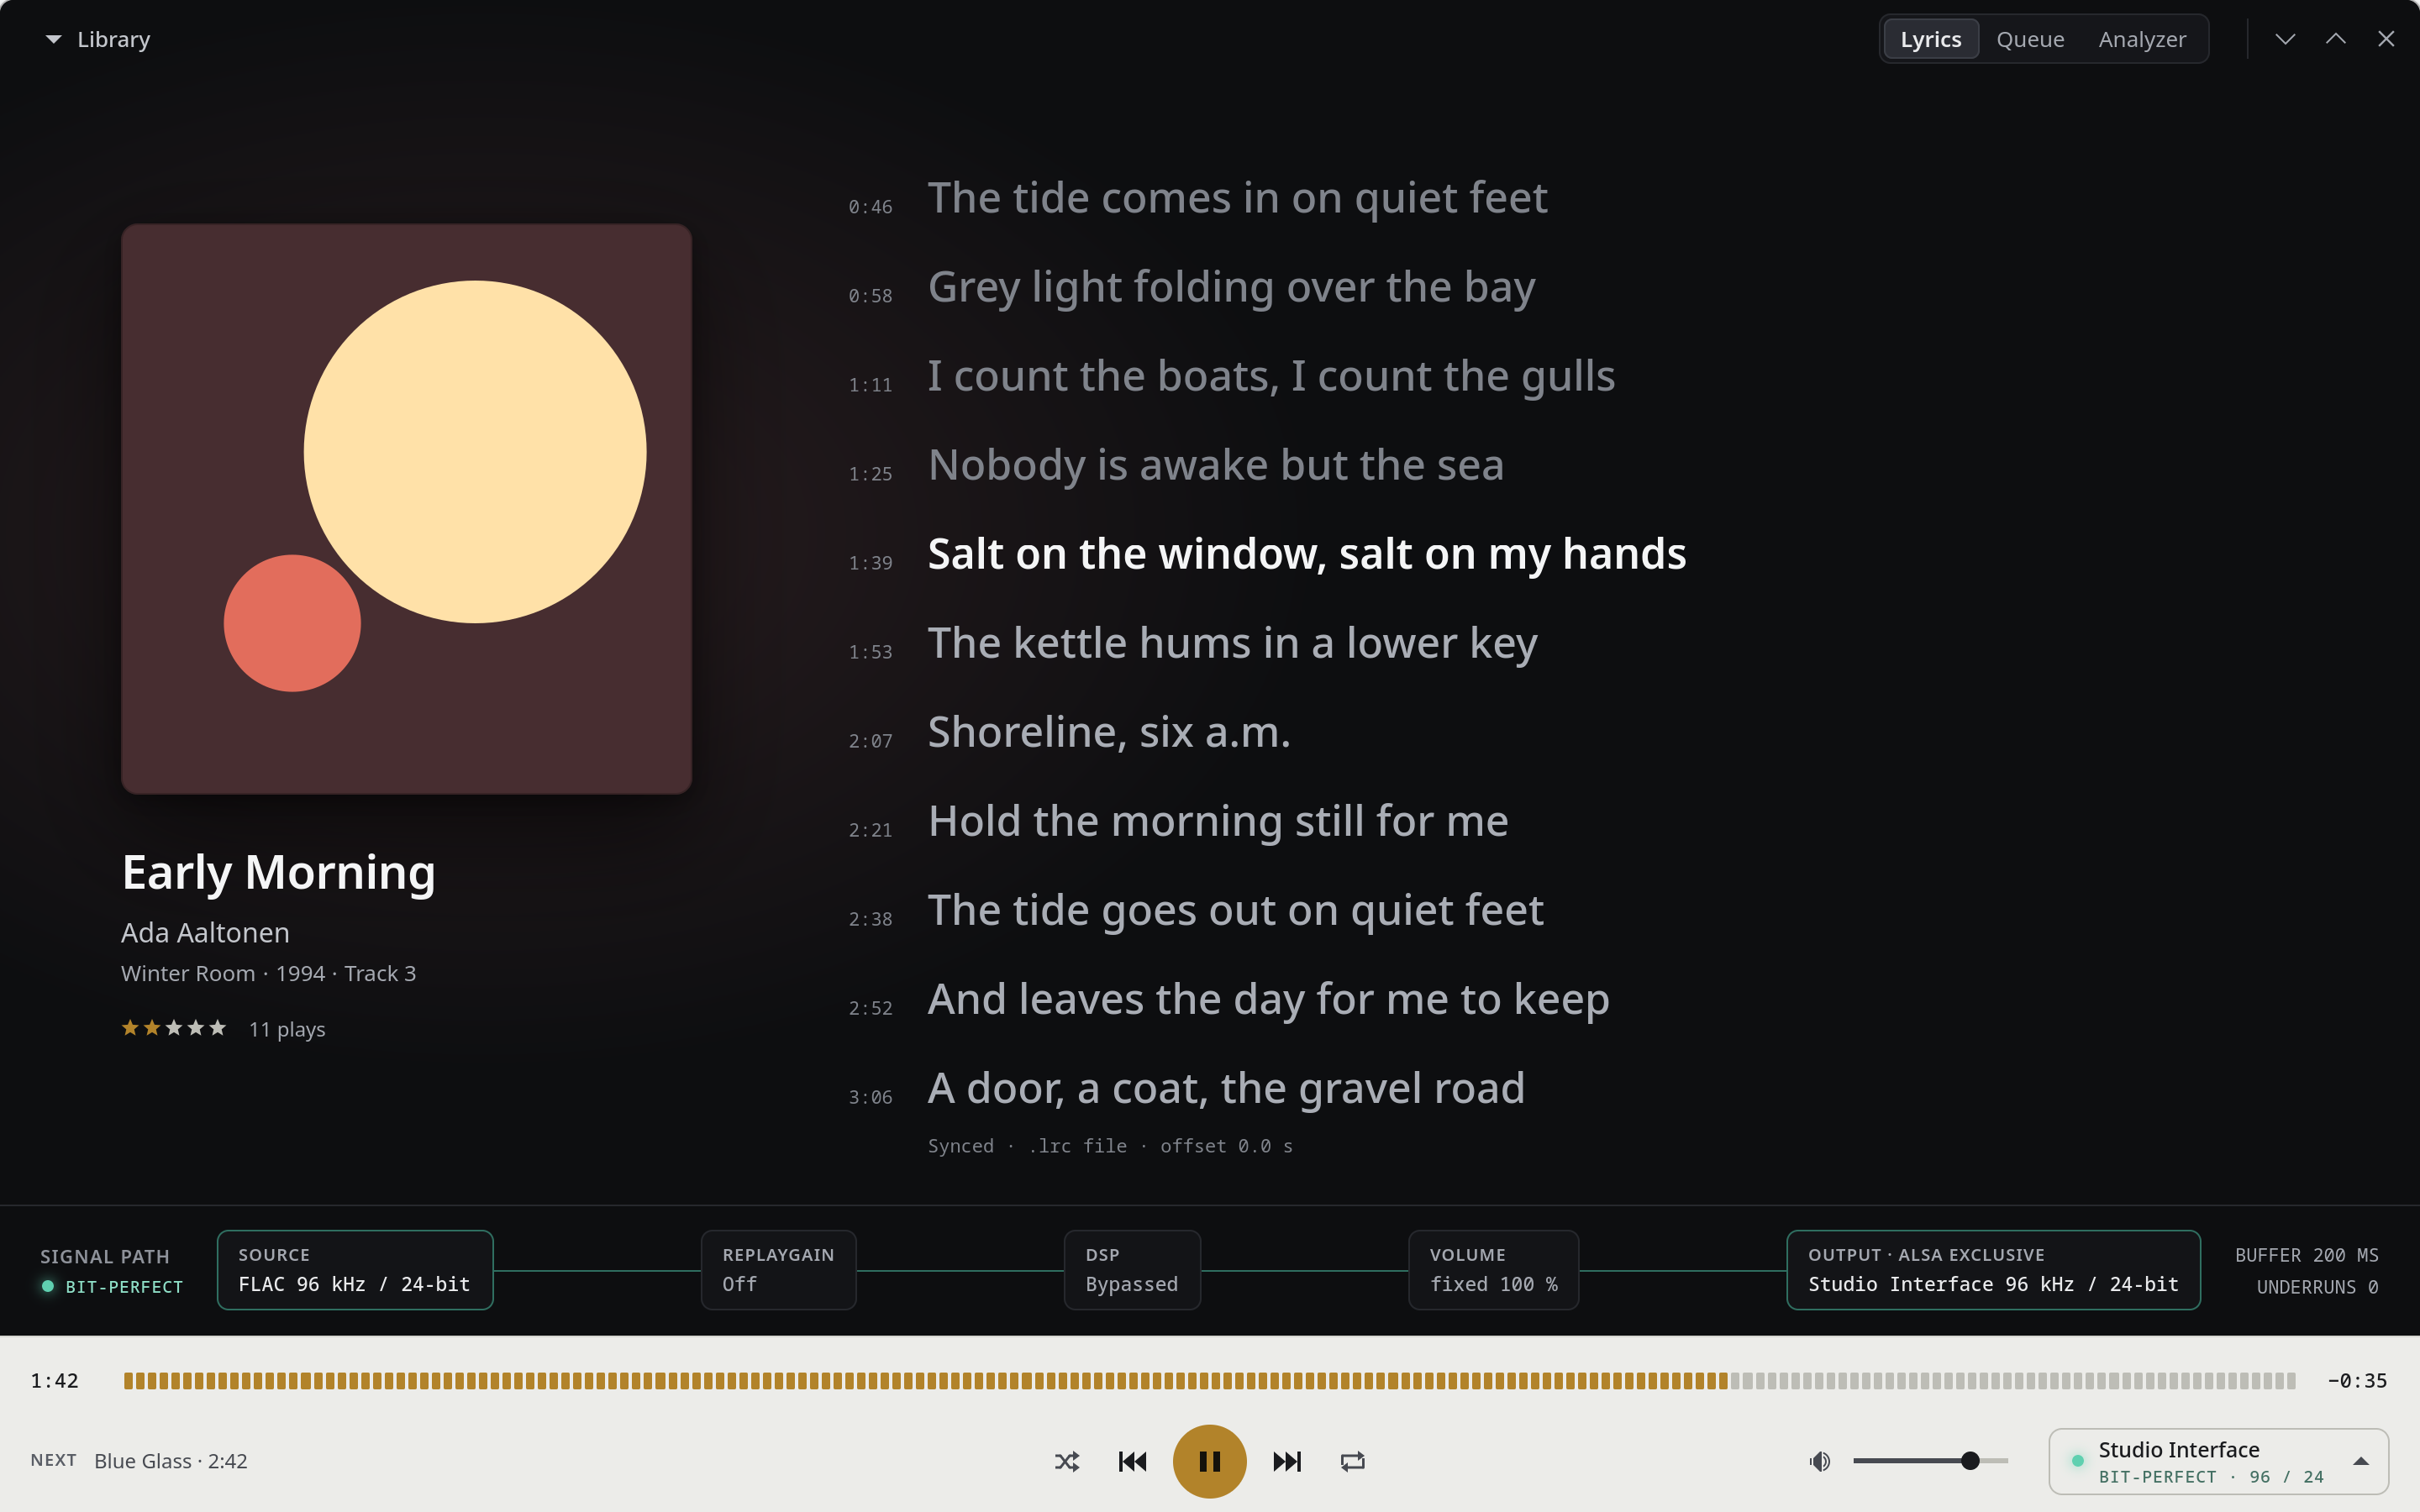 Library
Lyrics Queue Analyzer
0:46 The tide comes in on quiet feet
0:58 Grey light folding over the bay
1:11 I count the boats, I count the gulls
1:25 Nobody is awake but the sea
1:39 Salt on the window, salt on my hands
1:53 The kettle hums in a lower key
2:07 Shoreline, six a.m.
2:21 Hold the morning still for me
2:38 The tide goes out on quiet feet
2:52 And leaves the day for me to keep
3:06 A door, a coat, the gravel road
Synced · .lrc file · offset 0.0 s
Early Morning
Ada Aaltonen
Winter Room · 1994 · Track 3
11 plays
SIGNAL PATH
BIT-PERFECT
SOURCE
FLAC 96 kHz / 24-bit
REPLAYGAIN
Off
DSP
Bypassed
VOLUME
fixed 100 %
OUTPUT · ALSA EXCLUSIVE
Studio Interface 96 kHz / 24-bit
BUFFER 200 MS
UNDERRUNS 0
1:42
−0:35
NEXT Blue Glass · 2:42
Studio Interface
BIT-PERFECT · 96 / 24